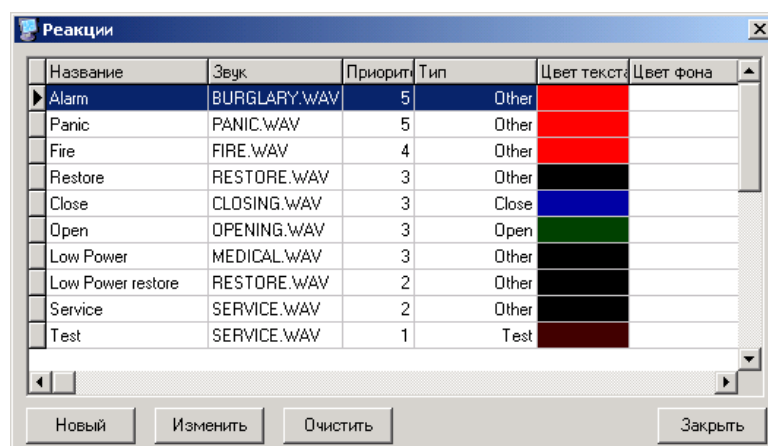 Реакции
Название Звук Приорите Тип Цвет текста Цвет фона
Alarm BURGLARY.WAV 5 Other
Panic PANIC.WAV 5 Other
Fire FIRE.WAV 4 Other
Restore RESTORE.WAV 3 Other
Close CLOSING.WAV 3 Close
Open OPENING.WAV 3 Open
Low Power MEDICAL.WAV 3 Other
Low Power restore RESTORE.WAV 2 Other
Service SERVICE.WAV 2 Other
Test SERVICE.WAV 1 Test
Новый Изменить Очистить Закрыть